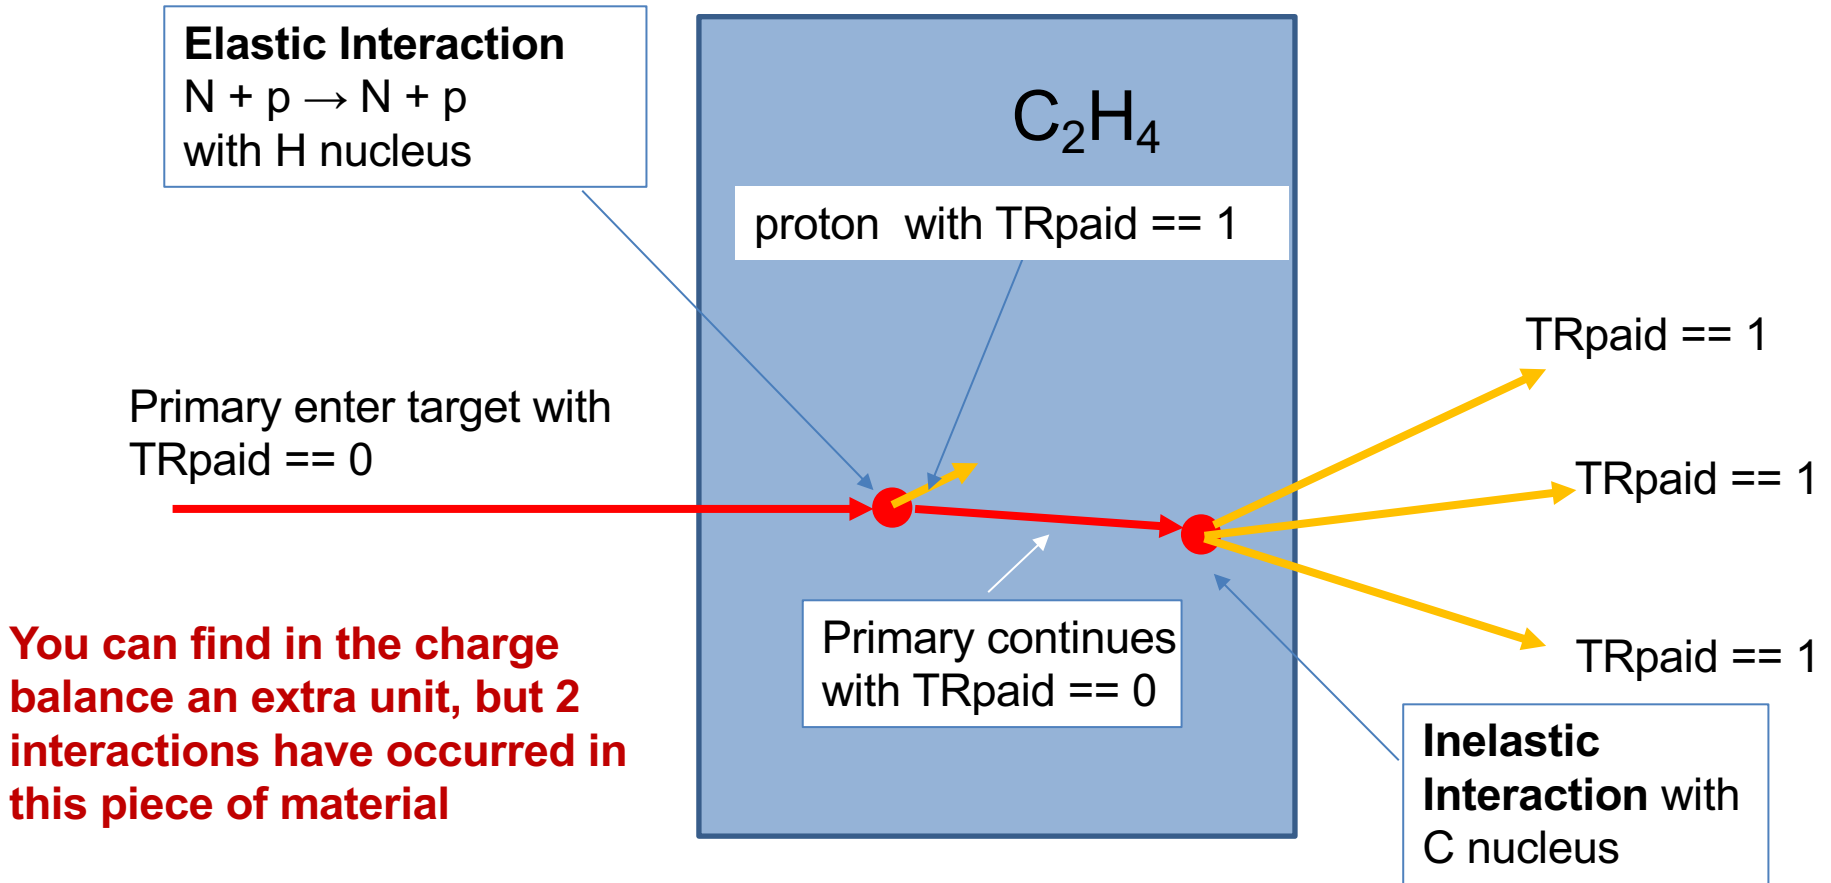 Elastic Interaction
N + p → N + p
with H nucleus
C₂H₄
proton with TRpaid == 1
Primary enter target with
TRpaid == 0
TRpaid == 1
TRpaid == 1
TRpaid == 1
Primary continues
with TRpaid == 0
You can find in the charge
balance an extra unit, but 2
interactions have occurred in
this piece of material
Inelastic
Interaction with
C nucleus